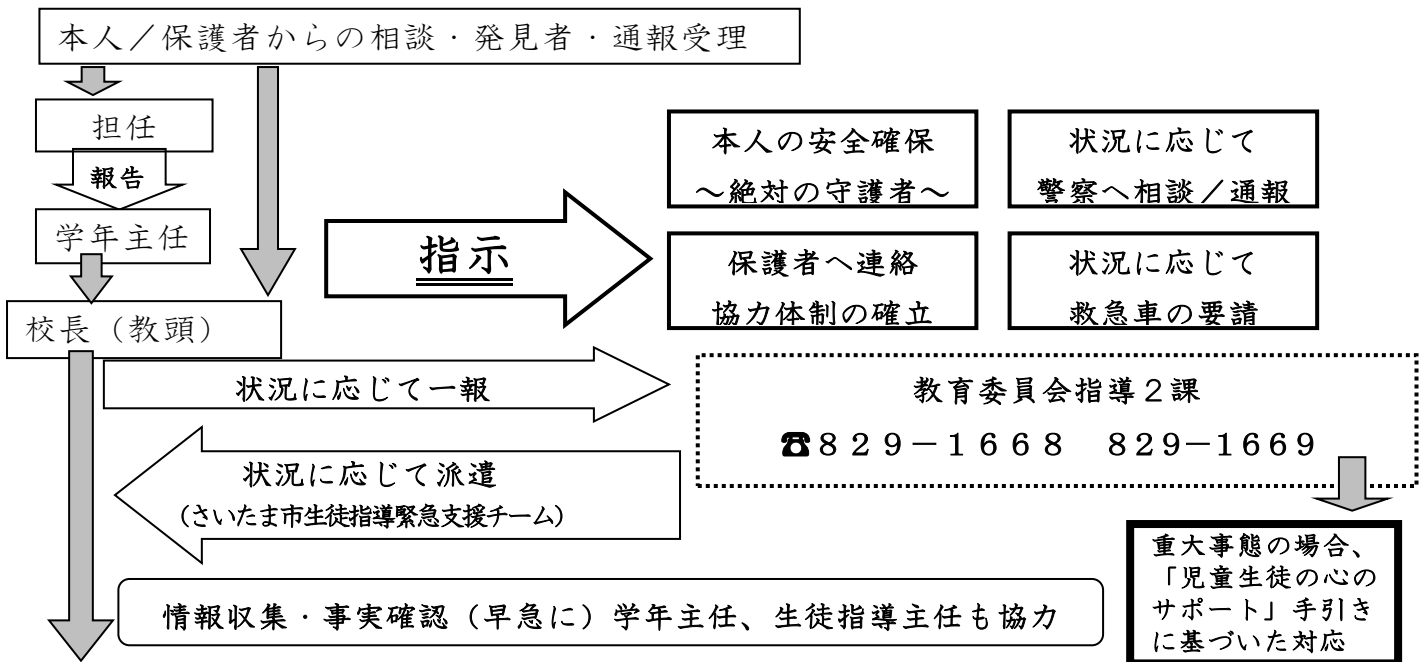 本人／保護者からの相談・発見者・通報受理
担任
報告
学年主任
校長（教頭）
指示
本人の安全確保
～絶対の守護者～
状況に応じて
警察へ相談／通報
保護者へ連絡
協力体制の確立
状況に応じて
救急車の要請
状況に応じて一報
教育委員会指導２課
☎８２９－１６６８　829－1669
状況に応じて派遣
（さいたま市生徒指導緊急支援チーム）
重大事態の場合、
「児童生徒の心の
サポート」手引き
に基づいた対応
情報収集・事実確認（早急に）学年主任、生徒指導主任も協力